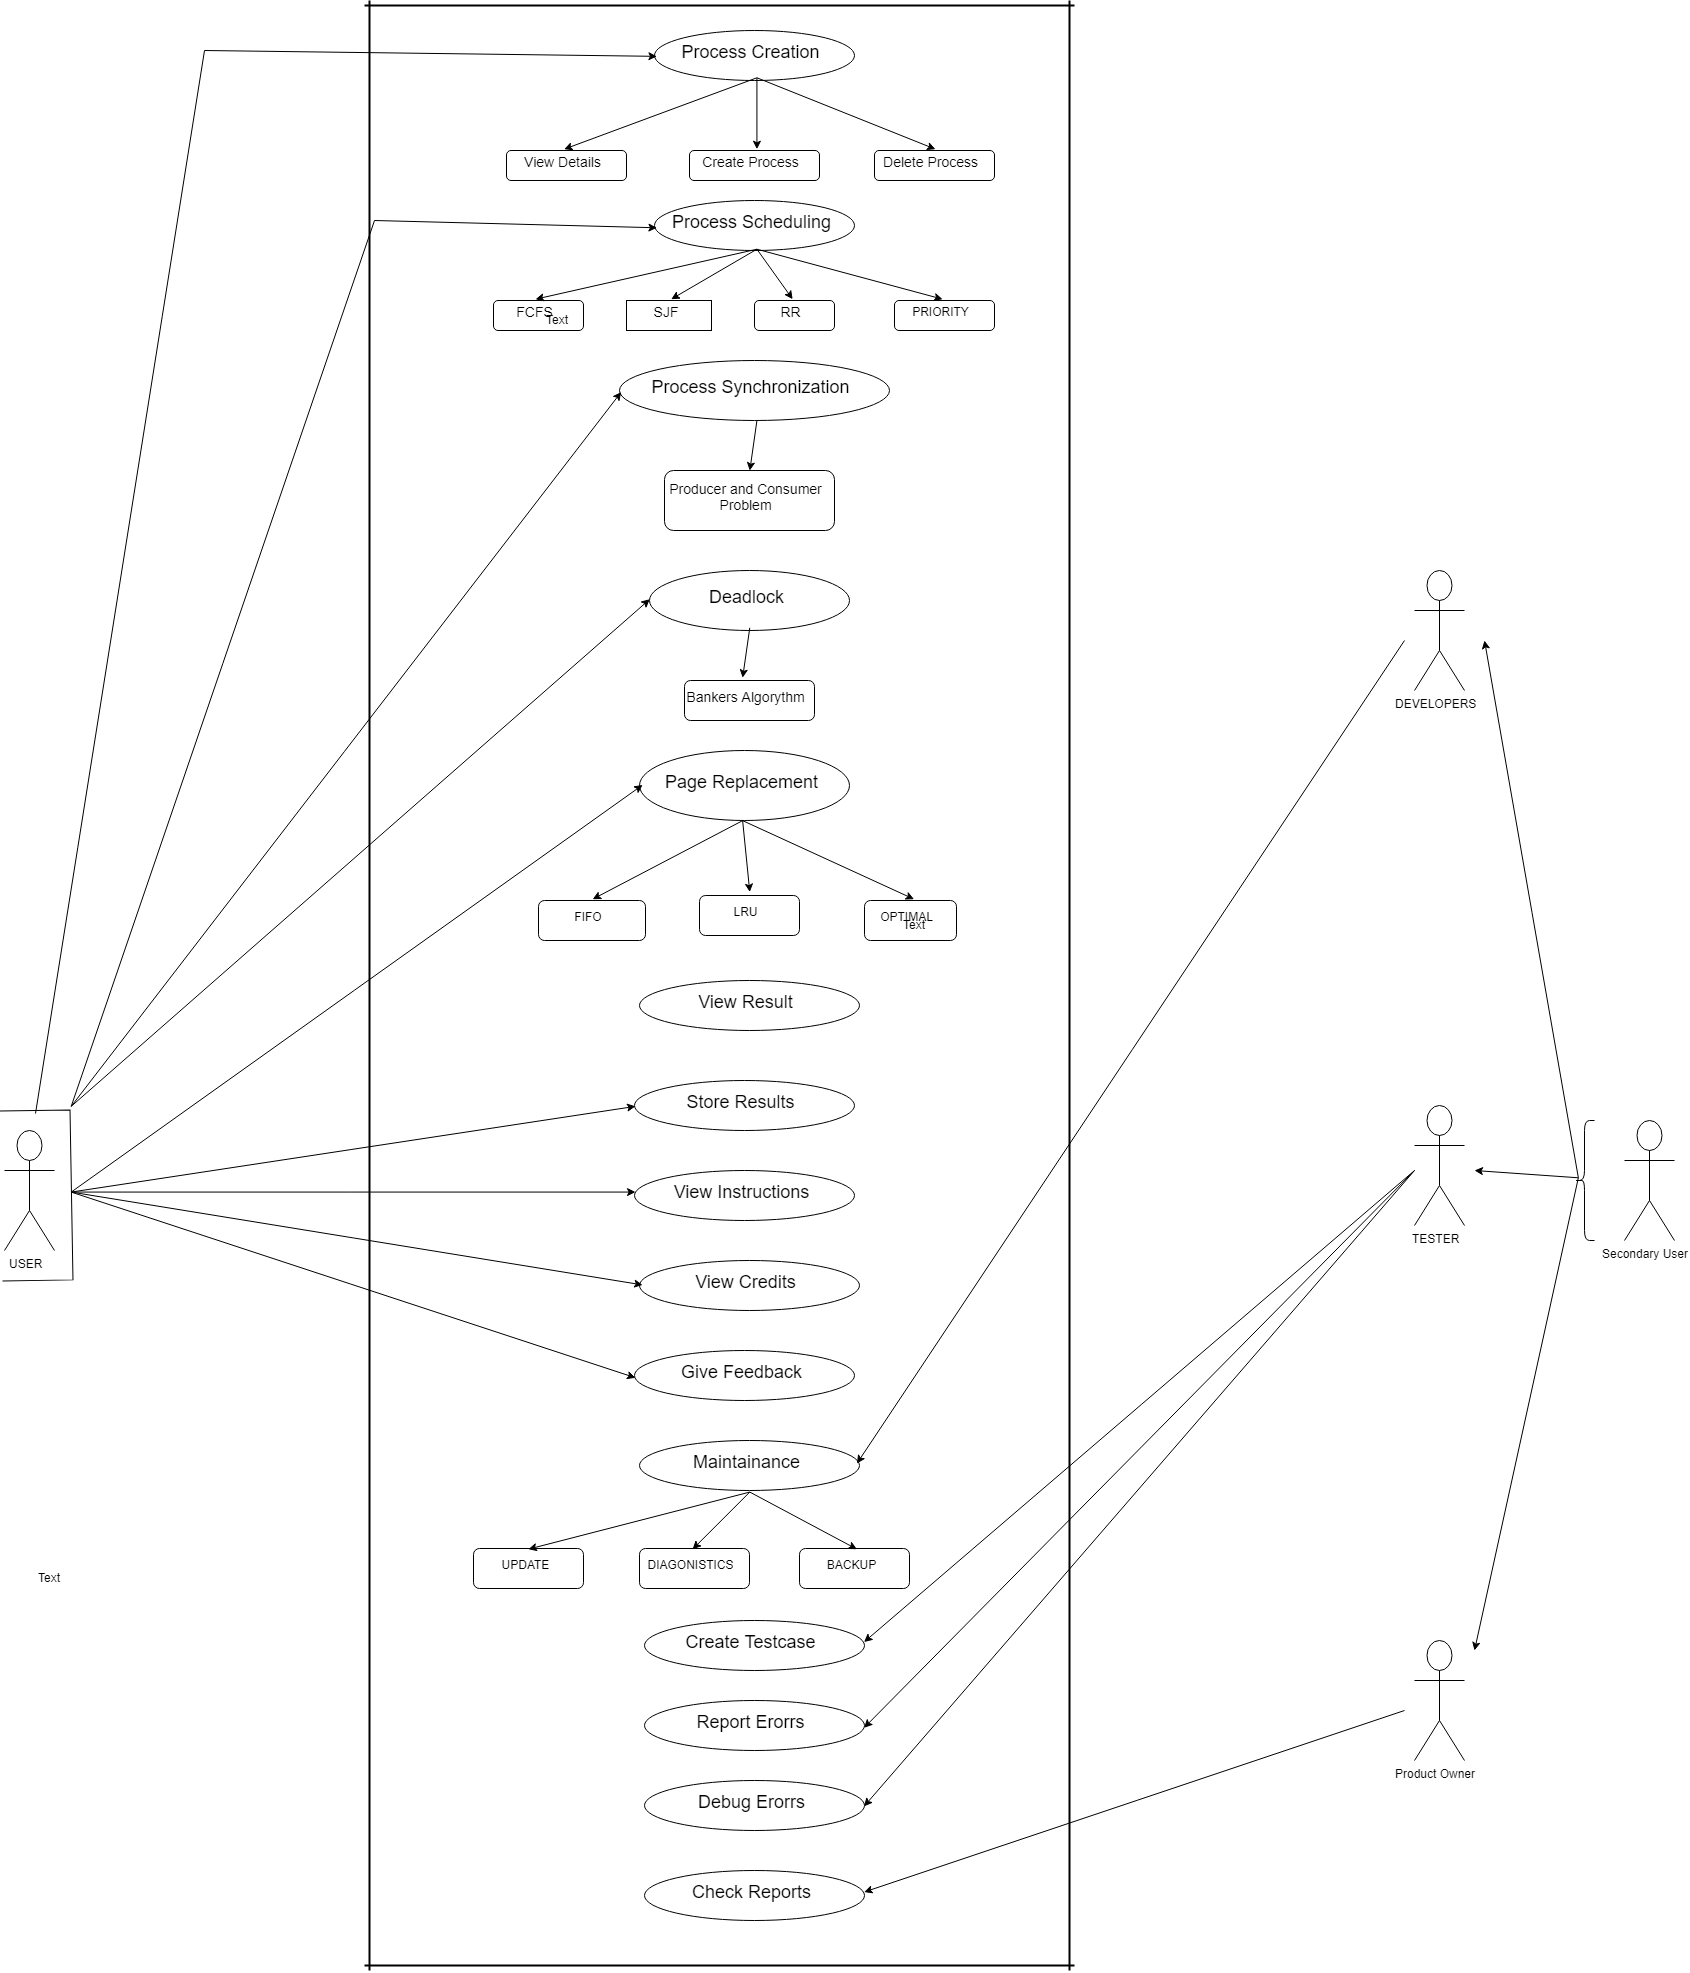 Process Creation
View Details
Create Process
Delete Process
Process Scheduling
FCFS
Text
SJF
RR
PRIORITY
Process Synchronization
Producer and Consumer
Problem
Deadlock
Bankers Algorythm
DEVELOPERS
Page Replacement
FIFO
LRU
OPTIMAL
Text
View Result
Store Results
View Instructions
USER
TESTER
Secondary User
View Credits
Give Feedback
Maintainance
UPDATE
DIAGONISTICS
BACKUP
Text
Create Testcase
Report Erorrs
Product Owner
Debug Erorrs
Check Reports